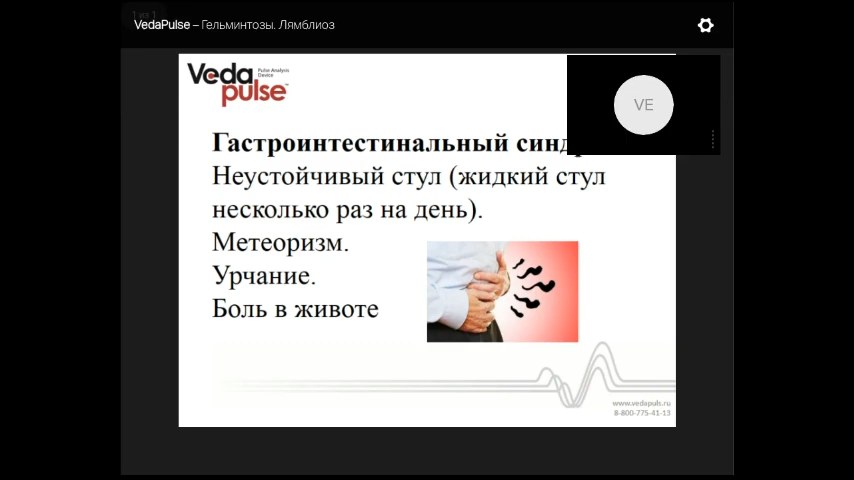 VedaPulse – Гельминтозы. Лямблиоз
Veda
pulse
Pulse Analysis
Device
VE
Гастроинтестинальный
Неустойчивый стул (жидкий стул
несколько раз на день).
Метеоризм.
Урчание.
Боль в животе
www.vedapuls.ru
8-800-775-41-13